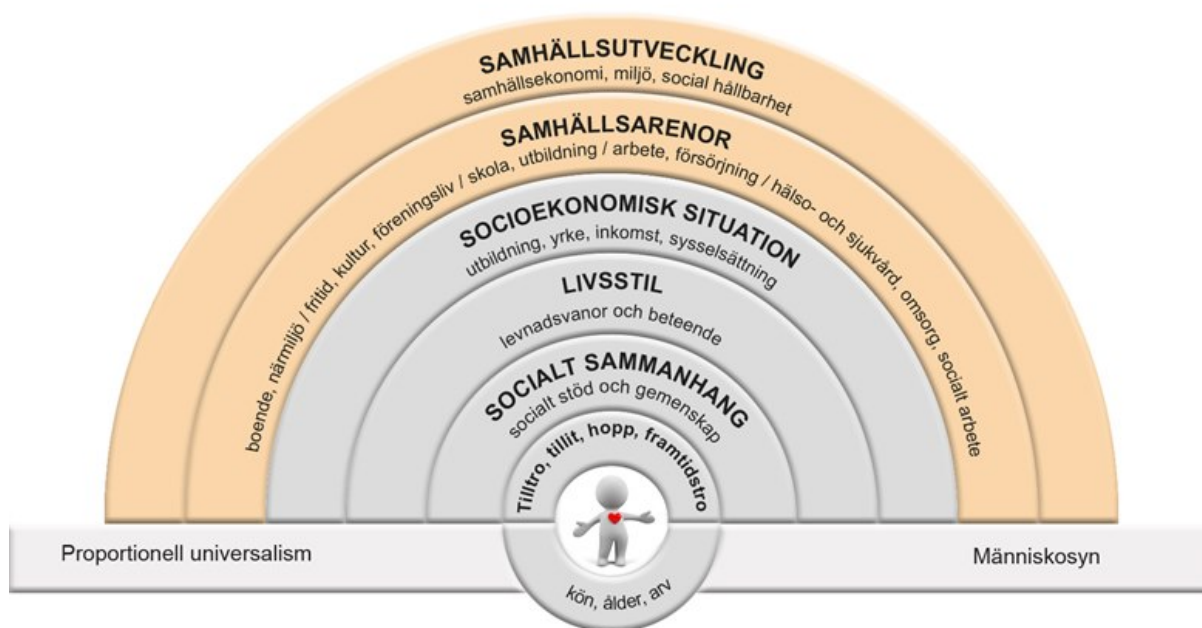 SAMHÄLLSUTVECKLING
samhällsekonomi, miljö, social hållbarhet
SAMHÄLLSARENOR
boende, närmiljö / fritid, kultur, föreningsliv / skola, utbildning / arbete, försörjning / hälso- och sjukvård, omsorg, socialt arbete
SOCIOEKONOMISK SITUATION
utbildning, yrke, inkomst, sysselsättning
LIVSSTIL
levnadsvanor och beteende
SOCIALT SAMMANHANG
socialt stöd och gemenskap
Tilltro, tillit, hopp, framtidstro
Proportionell universalism
Människosyn
kön, ålder, arv